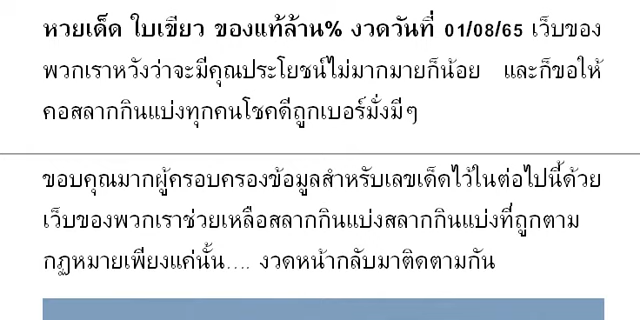 หวยเด็ด ใบเขียว ของแท้ล้าน% งวดวันที่ 01/08/65 เว็บของ
พวกเราหวังว่าจะมีคุณประโยชน์ไม่มากมายก็น้อย และก็ขอให้
คอสลากกินแบ่งทุกคนโชคดีถูกเบอร์มั่งมีๆ
ขอบคุณมากผู้ครอบครองข้อมูลสำหรับเลขเด็ดไว้ในต่อไปนี้ด้วย
เว็บของพวกเราช่วยเหลือสลากกินแบ่งสลากกินแบ่งที่ถูกตาม
กฏหมายเพียงแค่นั้น…. งวดหน้ากลับมาติดตามกัน